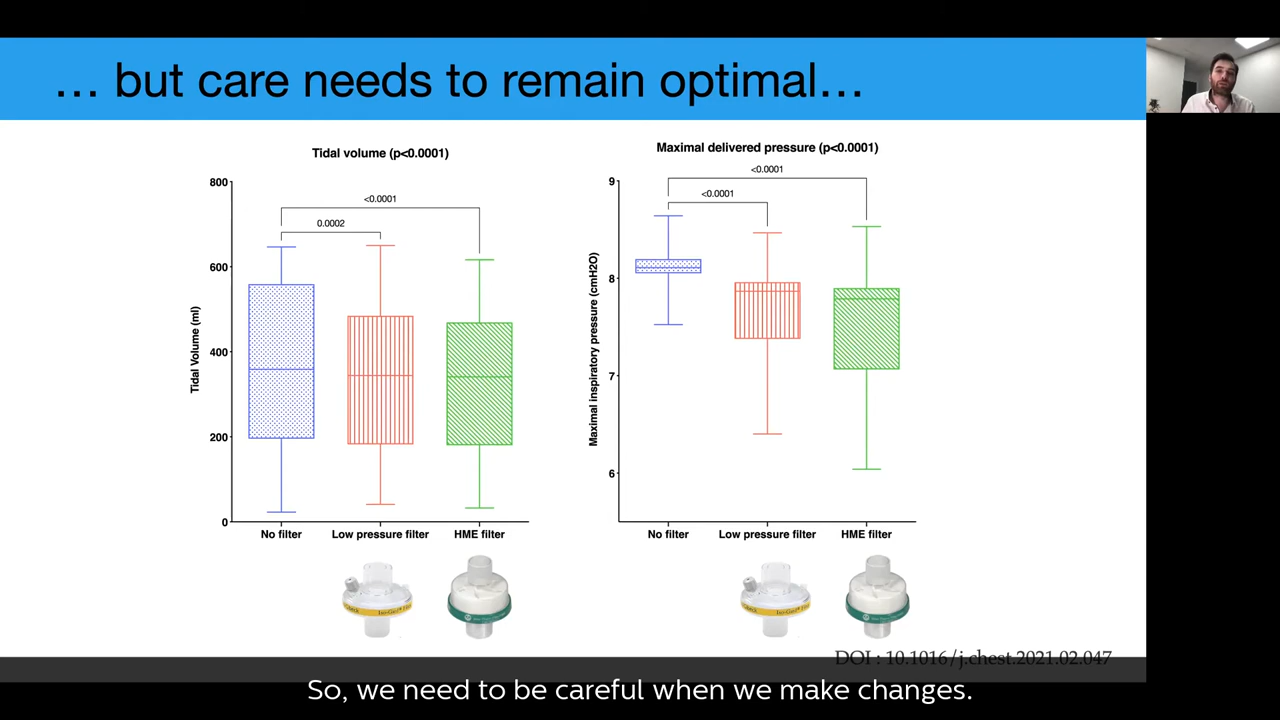 … but care needs to remain optimal…
Tidal volume (p<0.0001)
800
600
400
200
0
Tidal Volume (ml)
<0.0001
0.0002
No filter
Low pressure filter
HME filter
Maximal delivered pressure (p<0.0001)
9
8
7
6
Maximal inspiratory pressure (cmH2O)
<0.0001
<0.0001
No filter
Low pressure filter
HME filter
DOI : 10.1016/j.chest.2021.02.047
So, we need to be careful when we make changes.